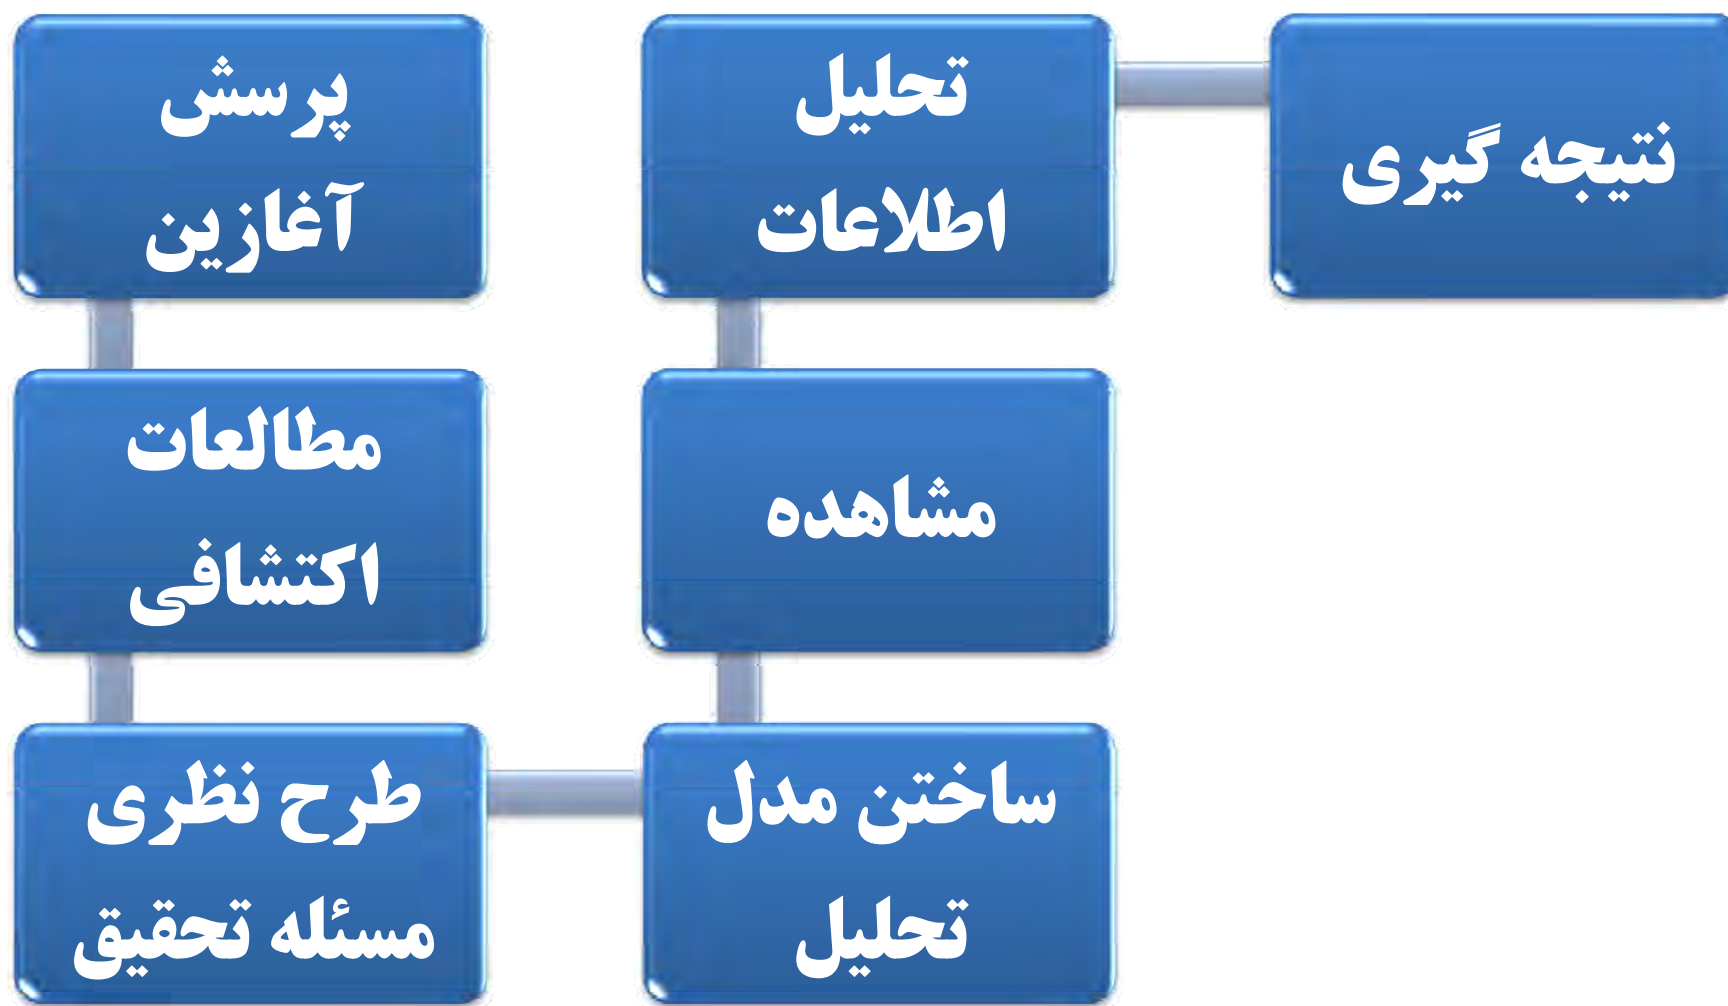 پرسش
آغازین
مطالعات
اکتشافی
طرح نظری
مسئله تحقیق
ساختن مدل
تحلیل
مشاهده
تحلیل
اطلاعات
نتیجه گیری